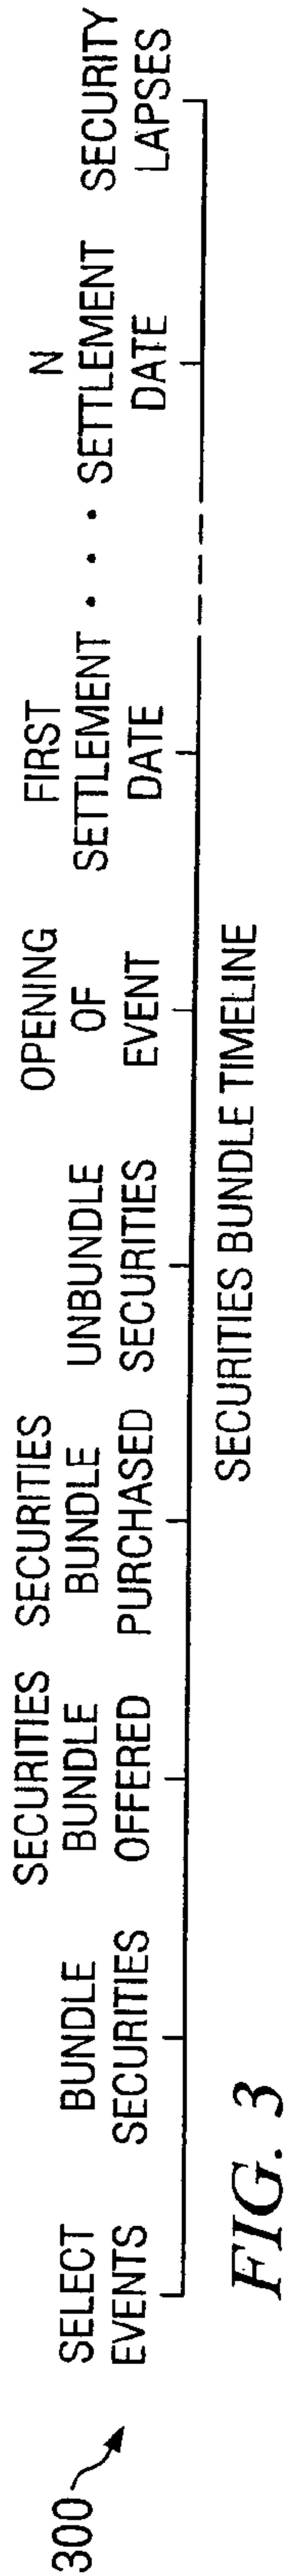 300
SELECT
EVENTS
BUNDLE
SECURITIES
SECURITIES
BUNDLE
OFFERED
SECURITIES
BUNDLE
PURCHASED
UNBUNDLE
SECURITIES
OPENING
OF
EVENT
FIRST
SETTLEMENT
DATE
• • •
N
SETTLEMENT
DATE
SECURITY
LAPSES
SECURITIES BUNDLE TIMELINE
FIG. 3